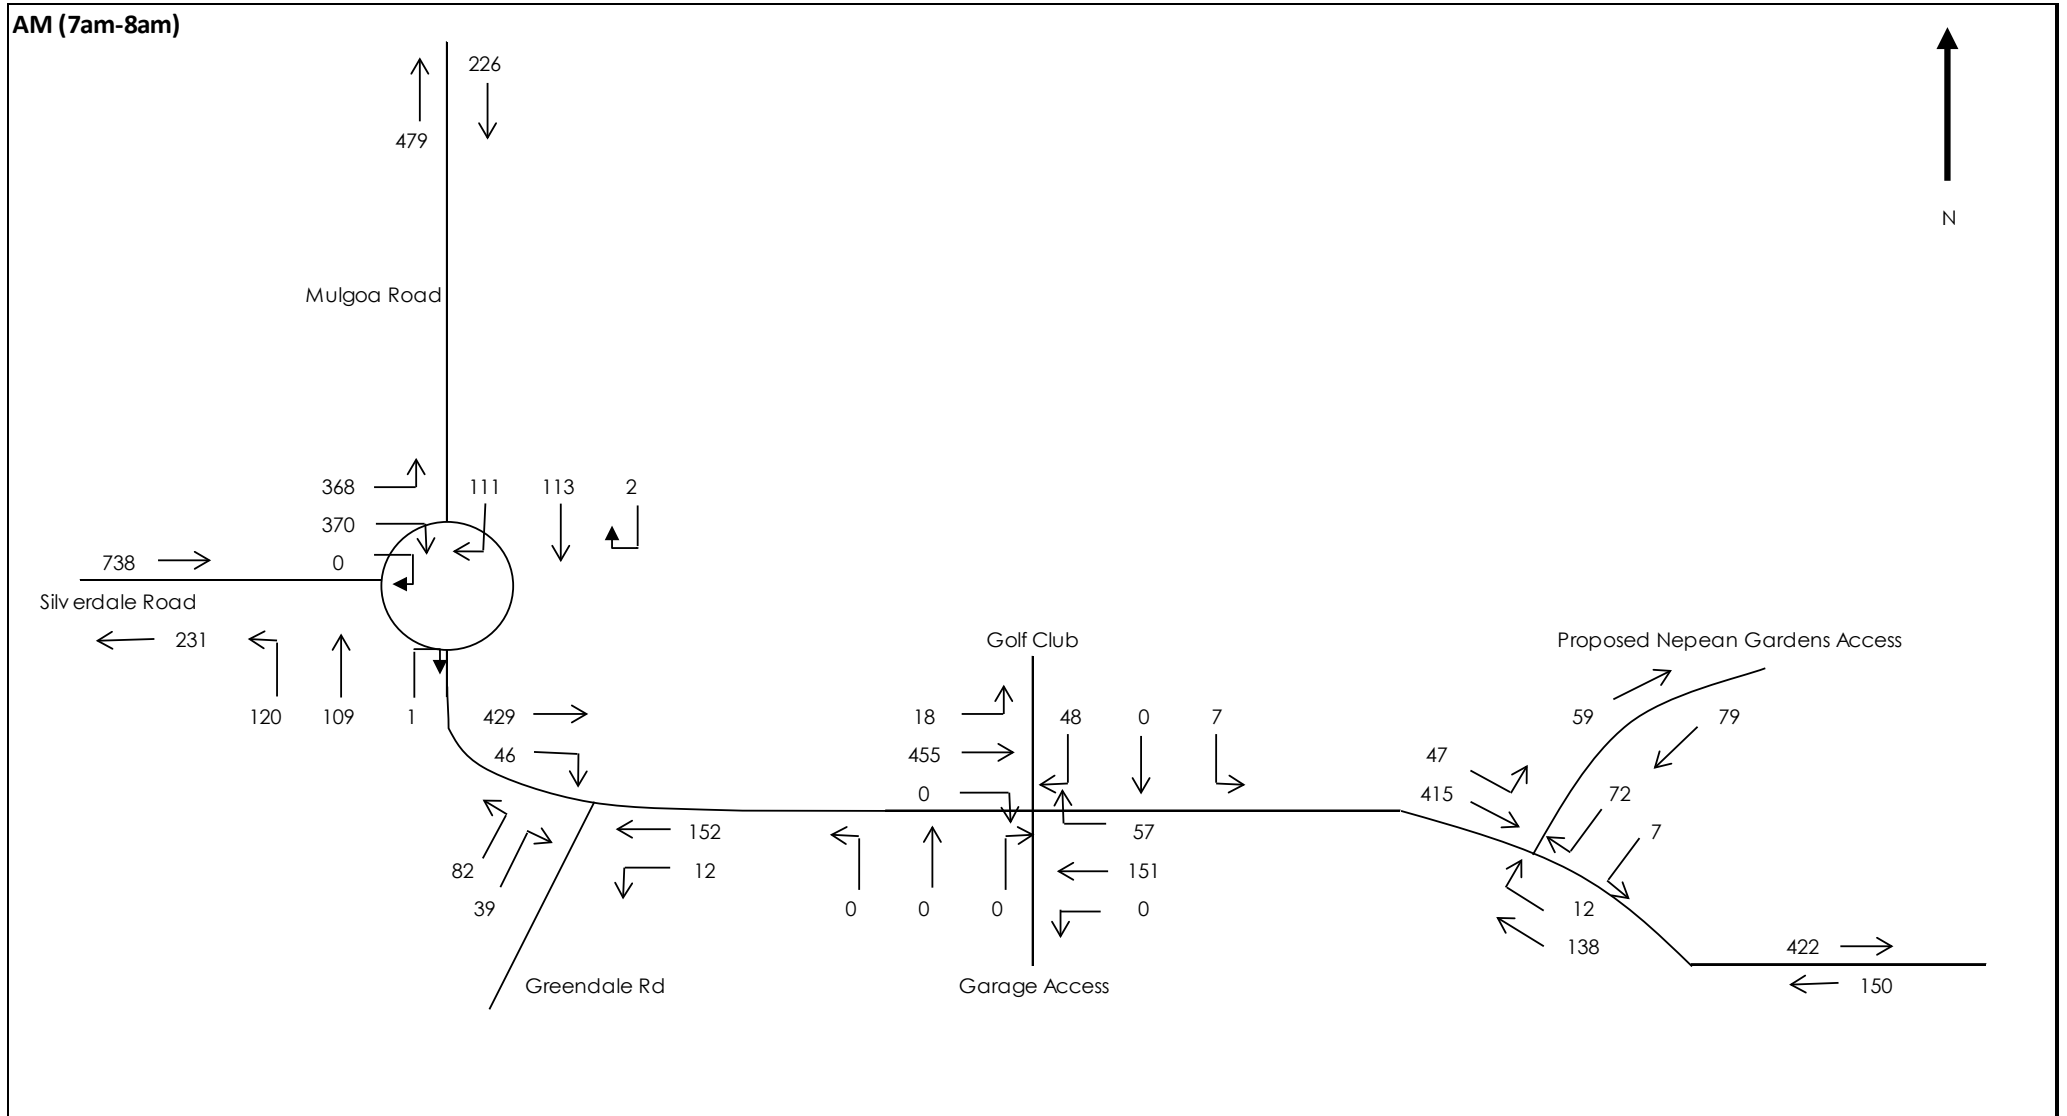 AM (7am-8am)
226
479
N
Mulgoa Road
368 111 113 2
370
738 0
Silverdale Road
231
Golf Club
Proposed Nepean Gardens Access
120 109 1 429 18 48 0 7 59 79
46 455 47
0 415 72
152 57 7
82 12 151
39 0 0 0 0 12
138 422
Greendale Rd Garage Access 150